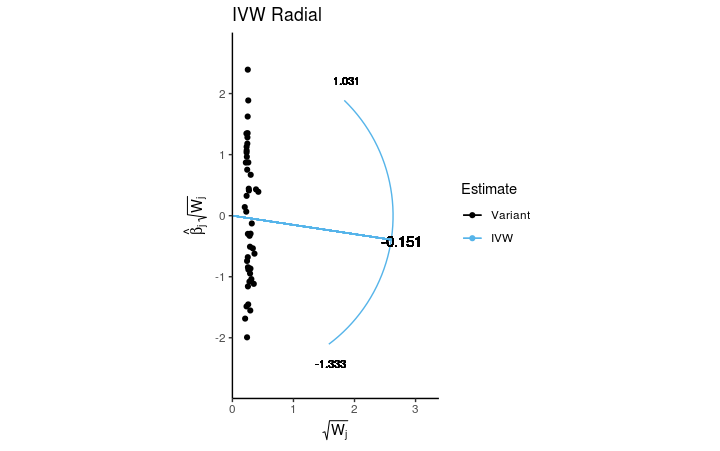 IVW Radial
1.031
2
1
0
-1
-2
β̂j√Wj
-0.151
-1.333
0
1
2
3
√Wj
Estimate
Variant
IVW